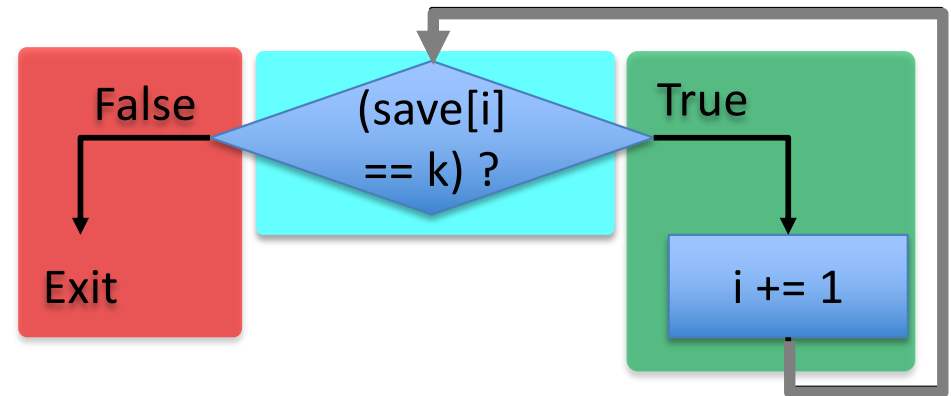 False
(save[i]
== k) ?
True
Exit
i += 1